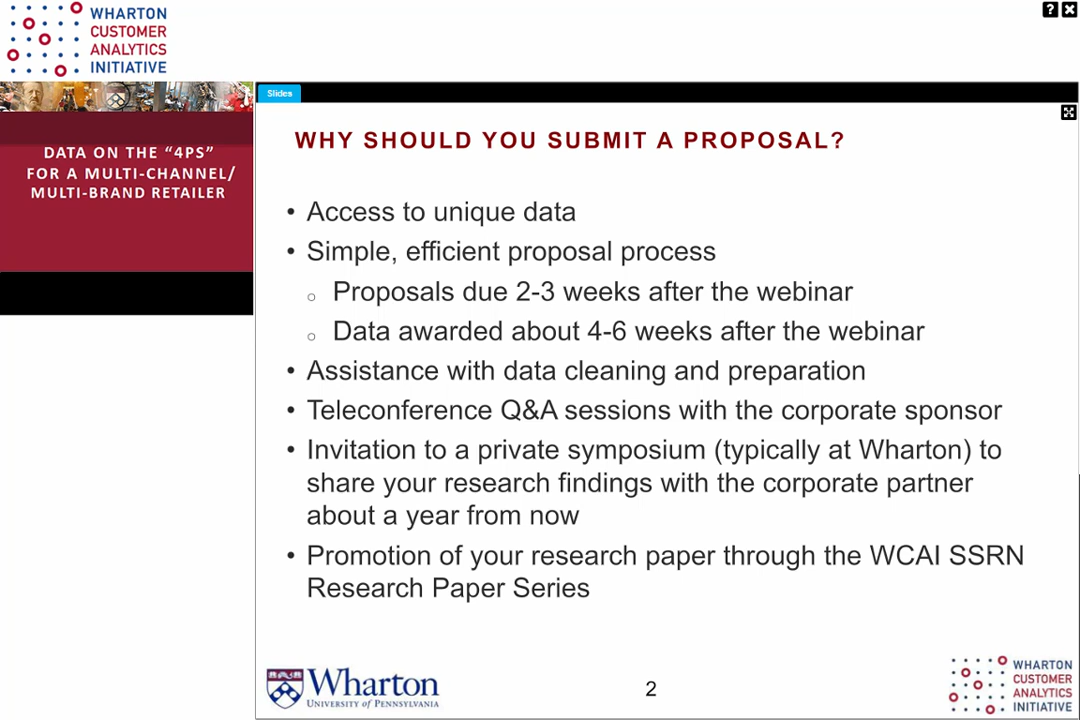 WHARTON
CUSTOMER
ANALYTICS
INITIATIVE
DATA ON THE “4PS”
FOR A MULTI-CHANNEL/
MULTI-BRAND RETAILER
Slides
WHY SHOULD YOU SUBMIT A PROPOSAL?
• Access to unique data
• Simple, efficient proposal process
○ Proposals due 2-3 weeks after the webinar
○ Data awarded about 4-6 weeks after the webinar
• Assistance with data cleaning and preparation
• Teleconference Q&A sessions with the corporate sponsor
• Invitation to a private symposium (typically at Wharton) to
share your research findings with the corporate partner
about a year from now
• Promotion of your research paper through the WCAI SSRN
Research Paper Series
Wharton
UNIVERSITY of PENNSYLVANIA
2
WHARTON
CUSTOMER
ANALYTICS
INITIATIVE